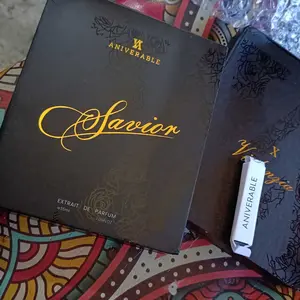 ANIVERABLE
Savior
EXTRAIT DE PARFUM
X
ANIVERABLE